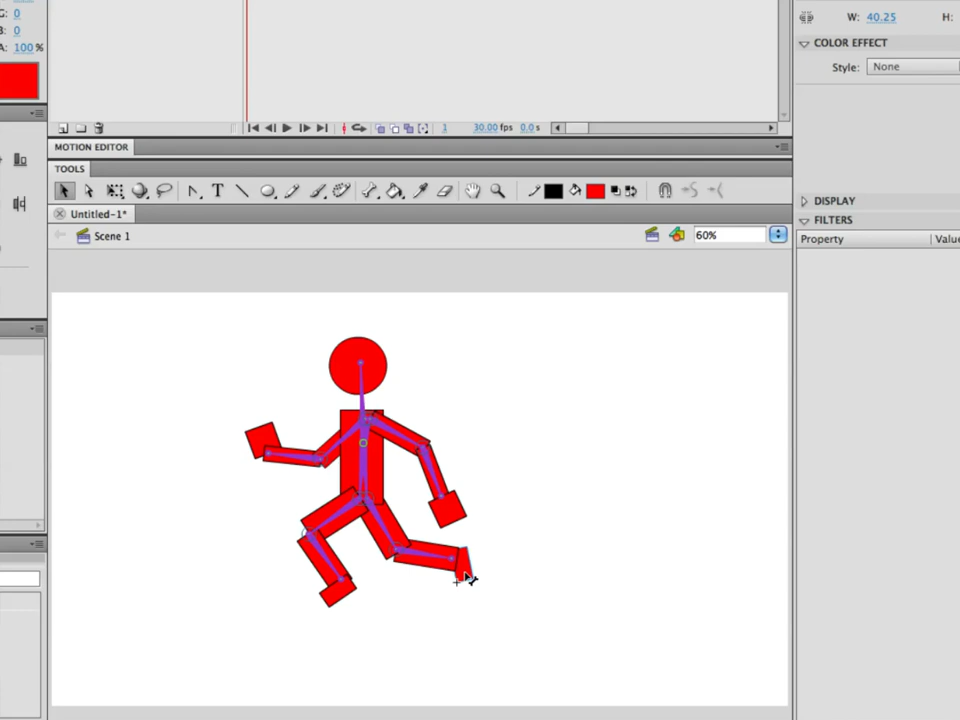 G: 0
B: 0
A: 100 %
W: 40.25 H:
COLOR EFFECT
Style: None
1 30.00 fps 0.0 s
MOTION EDITOR
TOOLS
T
Untitled-1*
Scene 1
60%
DISPLAY
FILTERS
Property Value